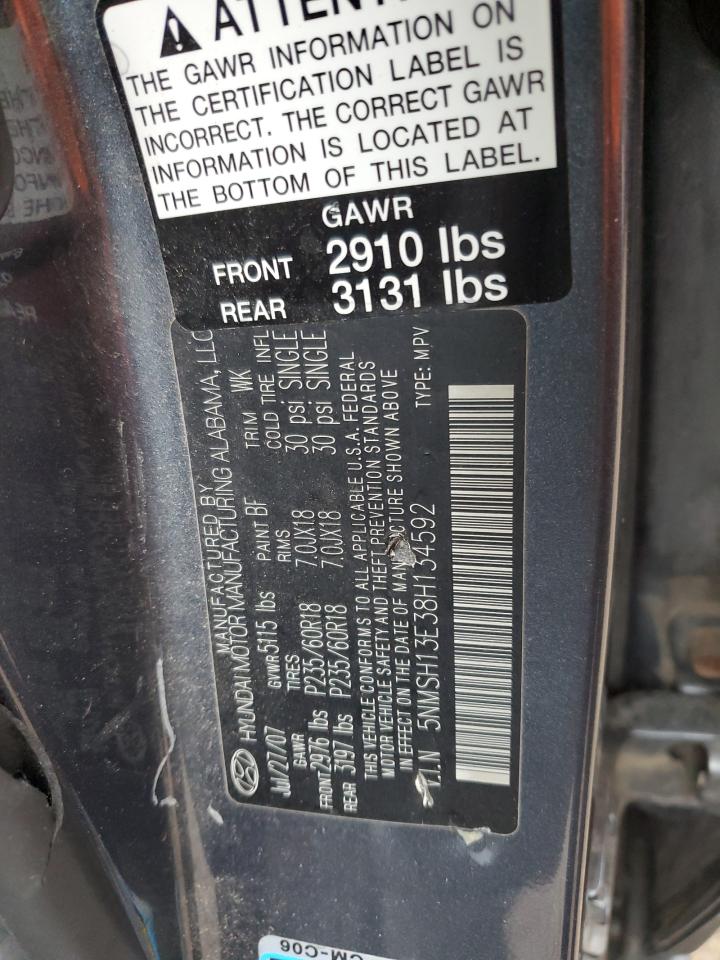 ATTENTI
THE GAWR INFORMATION ON
THE CERTIFICATION LABEL IS
INCORRECT. THE CORRECT GAWR
INFORMATION IS LOCATED AT
THE BOTTOM OF THIS LABEL.
GAWR
FRONT 2910 lbs
REAR 3131 lbs
MANUFACTURED BY
HYUNDAI MOTOR MANUFACTURING ALABAMA, LLC
GVWR 5115 lbs PAINT BF TRIM WK
GAWR TIRES RIMS COLD TIRE INFL
FRONT 2976 lbs P235/60R18 7.0JX18 30 psi SINGLE
REAR 3197 lbs P235/60R18 7.0JX18 30 psi SINGLE
THIS VEHICLE CONFORMS TO ALL APPLICABLE U.S.A. FEDERAL
MOTOR VEHICLE SAFETY AND THEFT PREVENTION STANDARDS
IN EFFECT ON THE DATE OF MANUFACTURE SHOWN ABOVE
5NMSH13E38H134592 TYPE: MPV
CM-C06